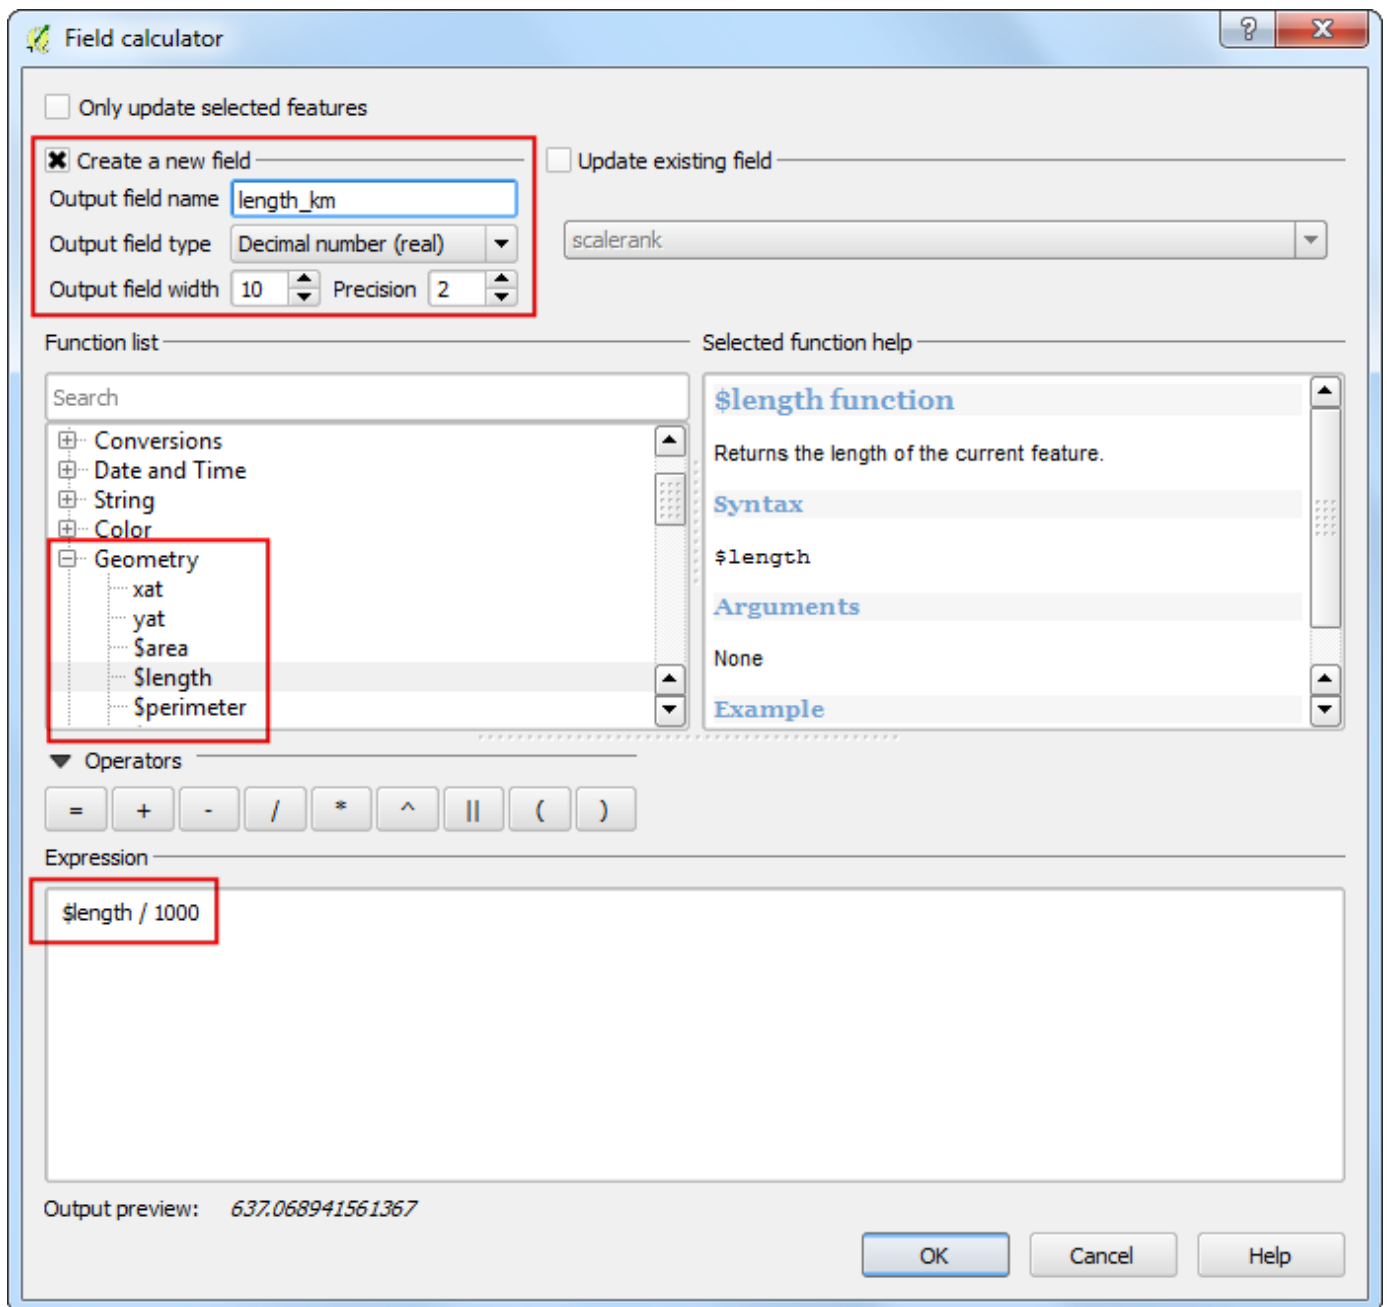 Field calculator
Only update selected features
Create a new field
Update existing field
Output field name length_km
Output field type Decimal number (real)
scalerank
Output field width 10 Precision 2
Function list
Selected function help
Search
Conversions
Date and Time
String
Color
Geometry
xat
yat
$area
$length
$perimeter
$length function
Returns the length of the current feature.
Syntax
$length
Arguments
None
Example
Operators
= + - / * ^ || ( )
Expression
$length / 1000
Output preview: 637.068941561367
OK Cancel Help